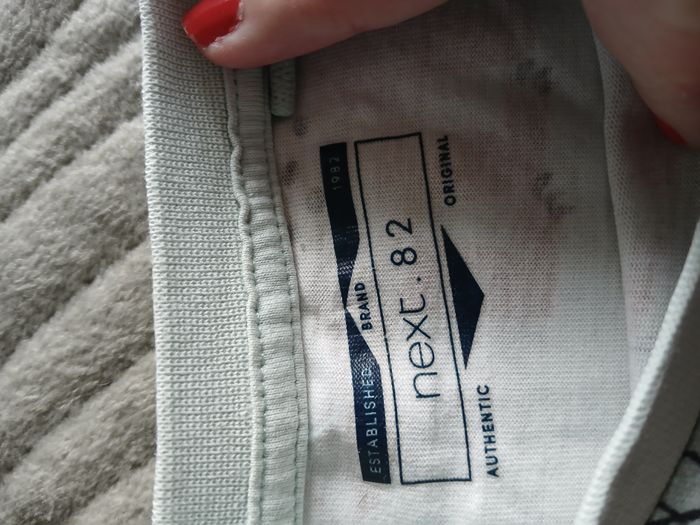 ESTABLISHED 1982
BRAND
next.82
AUTHENTIC ORIGINAL